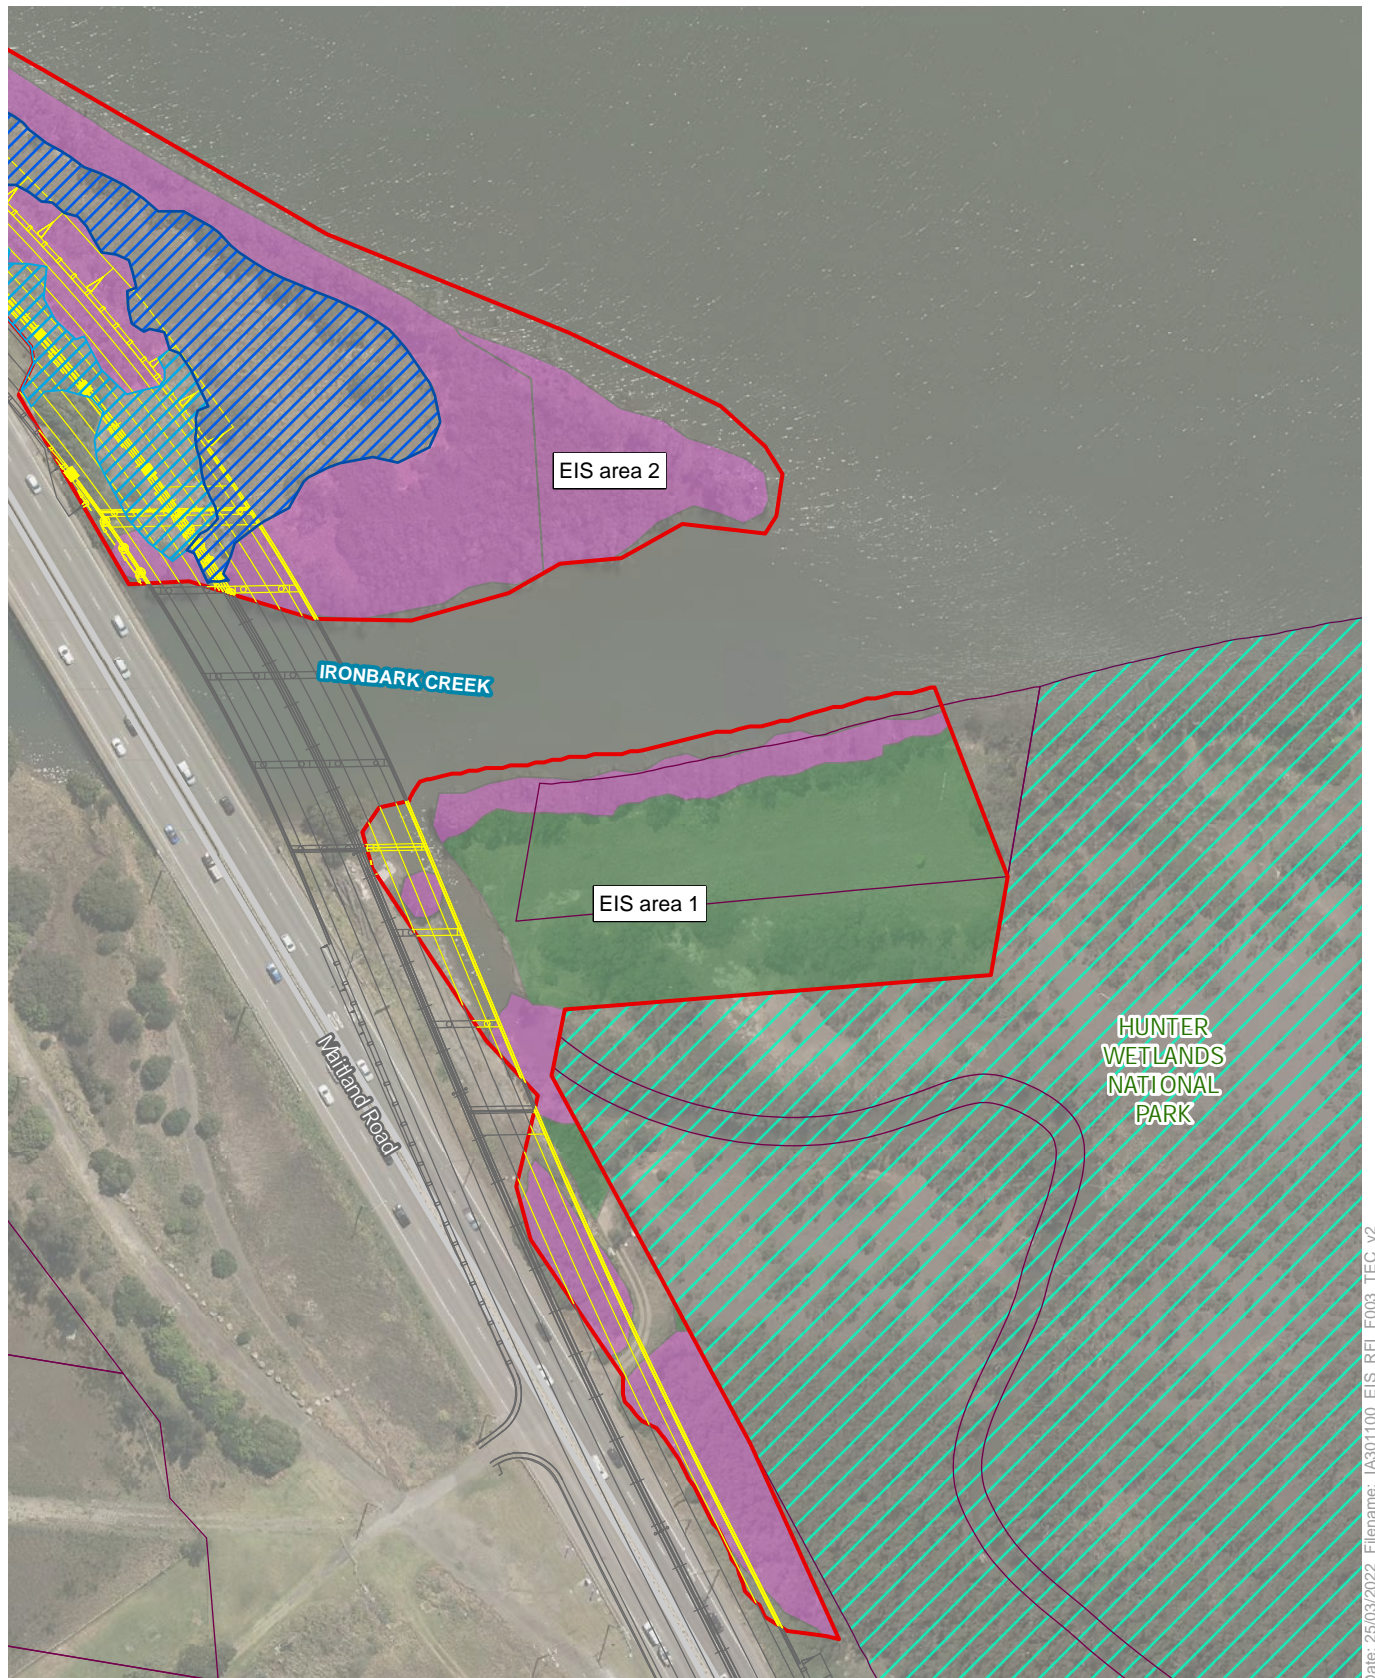 EIS area 2
IRONBARK CREEK
EIS area 1
HUNTER
WETLANDS
NATIONAL
PARK
Maitland Road
Date: 25/03/2022 Filename: IA301100_EIS_REI_F003_TEC_v2